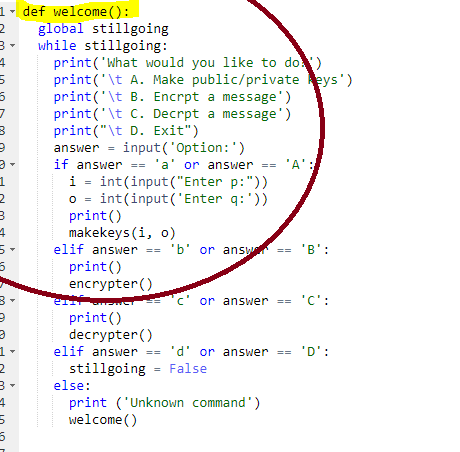 1 def welcome():
2 global stillgoing
3 while stillgoing:
4 print('What would you like to do?')
5 print('\t A. Make public/private keys')
6 print('\t B. Encrpt a message')
7 print('\t C. Decrpt a message')
8 print("\t D. Exit")
9 answer = input('Option:')
0 if answer == 'a' or answer == 'A':
1 i = int(input("Enter p:"))
2 o = int(input('Enter q:'))
3 print()
4 makekeys(i, o)
5 elif answer == 'b' or answer == 'B':
6 print()
encrypter()
8 elif answer == 'c' or answer == 'C':
9 print()
0 decrypter()
1 elif answer == 'd' or answer == 'D':
2 stillgoing = False
3 else:
4 print ('Unknown command')
5 welcome()
6